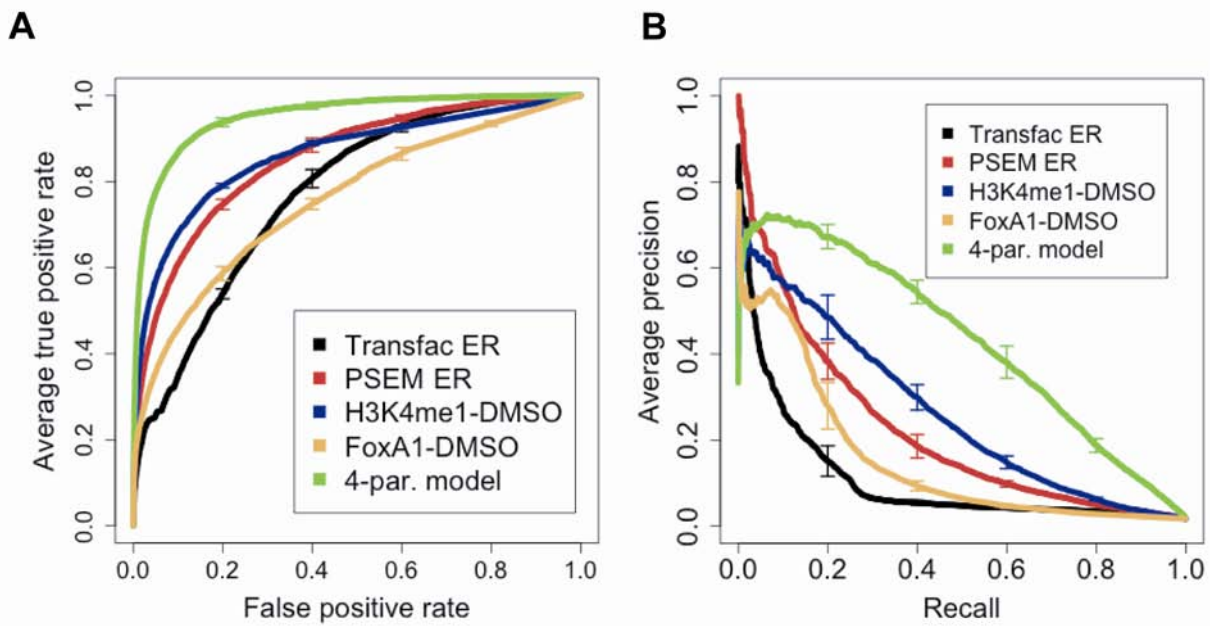 A
Average true positive rate
1.0
0.8
0.6
0.4
0.2
0.0
Transfac ER
PSEM ER
H3K4me1-DMSO
FoxA1-DMSO
4-par. model
0.0 0.2 0.4 0.6 0.8 1.0
False positive rate
B
Average precision
1.0
0.8
0.6
0.4
0.2
0.0
Transfac ER
PSEM ER
H3K4me1-DMSO
FoxA1-DMSO
4-par. model
0.0 0.2 0.4 0.6 0.8 1.0
Recall